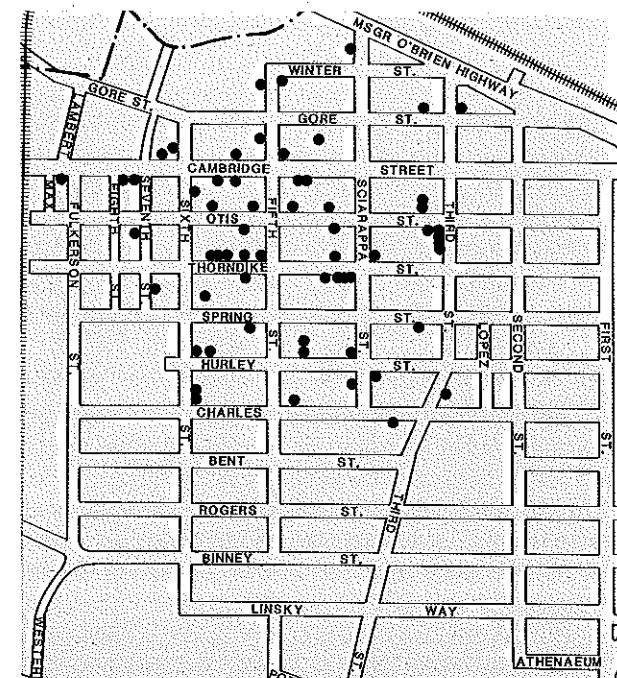 MSGR O'BRIEN HIGHWAY
WINTER ST.
GORE ST.
GORE ST.
LAMBERT
CAMBRIDGE STREET
MAX
FULKERSON ST.
EIGHTH ST.
SEVENTH ST.
SIXTH ST.
FIFTH ST.
SCIARAPPA ST.
THIRD ST.
OTIS ST.
THORNDIKE ST.
SPRING ST.
LOPEZ
SECOND ST.
FIRST ST.
HURLEY ST.
CHARLES
BENT ST.
ROGERS ST.
THIRD ST.
BINNEY ST.
LINSKY WAY
WESTER
ATHENAEUM